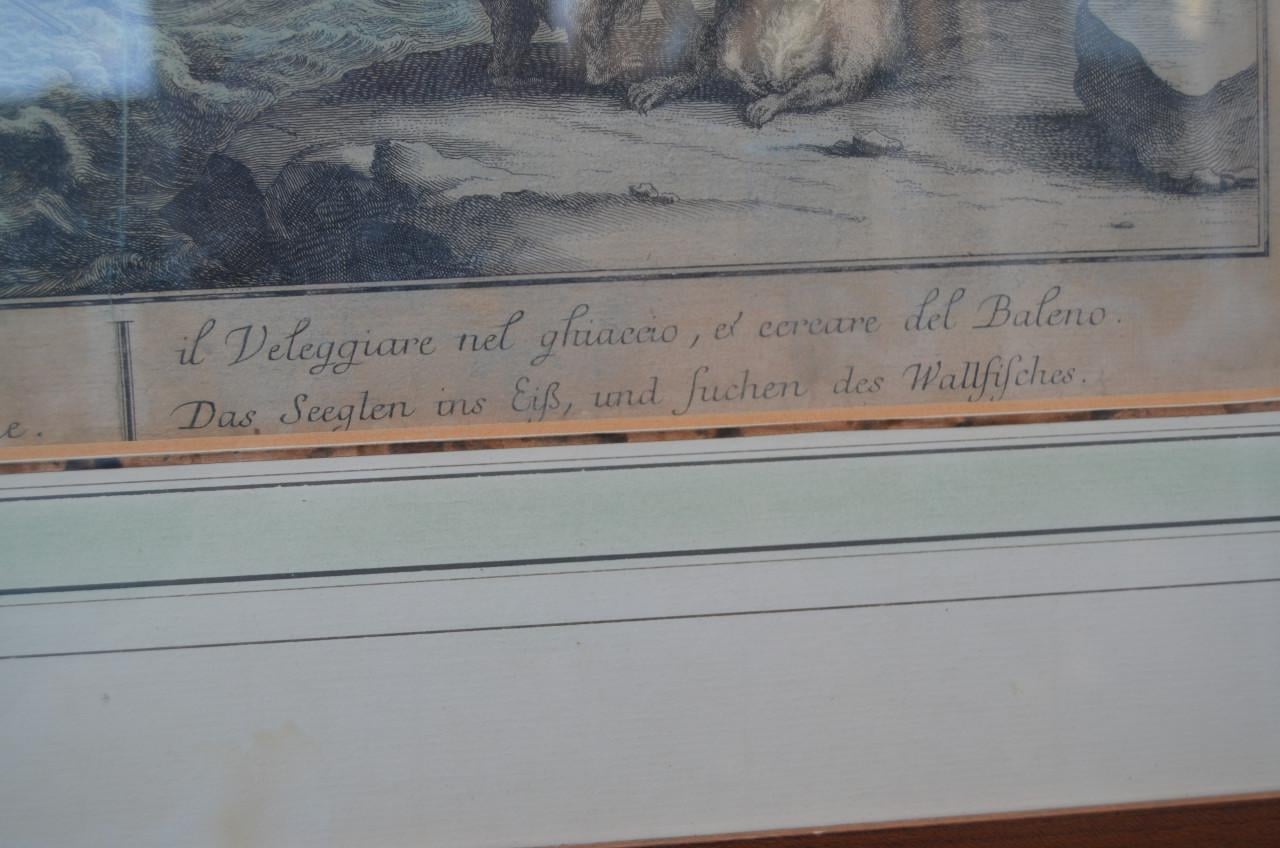 il Veleggiare nel ghiaccio, et cercare del Baleno.
e.
Das Seeglen ins Eiß, und ſuchen des Wallfiſches.